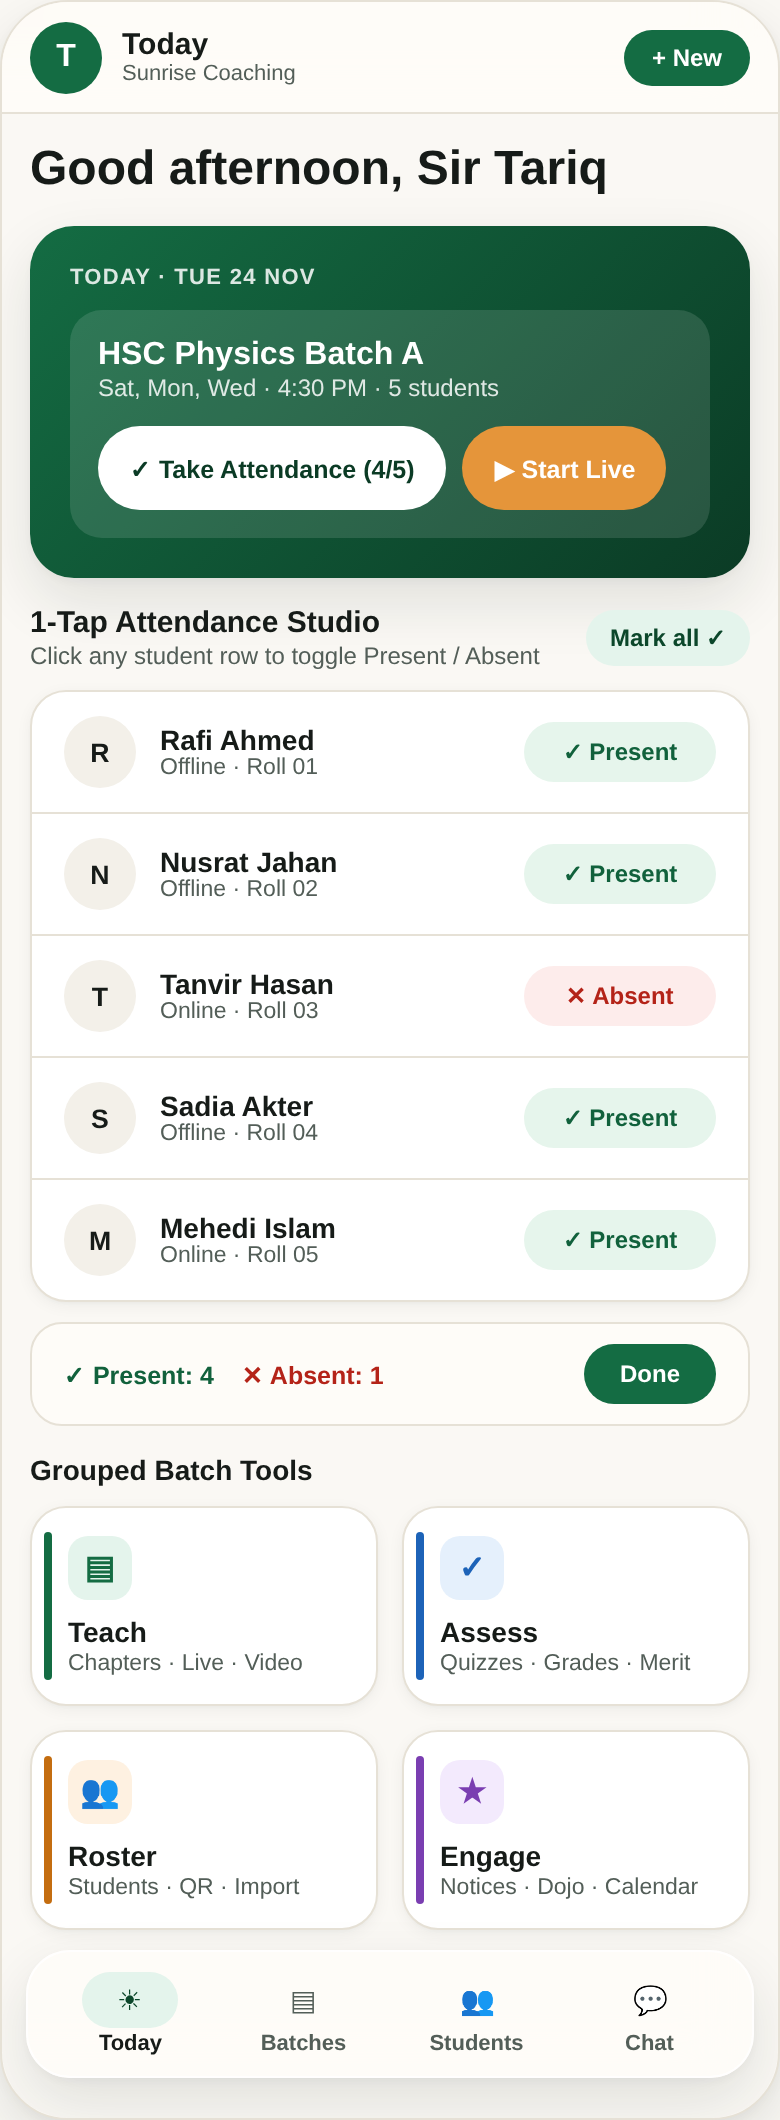 T
Today
Sunrise Coaching
+ New
Good afternoon, Sir Tariq
TODAY · TUE 24 NOV
HSC Physics Batch A
Sat, Mon, Wed · 4:30 PM · 5 students
✓ Take Attendance (4/5)
▶ Start Live
1-Tap Attendance Studio
Click any student row to toggle Present / Absent
Mark all ✓
R
Rafi Ahmed
Offline · Roll 01
✓ Present
N
Nusrat Jahan
Offline · Roll 02
✓ Present
T
Tanvir Hasan
Online · Roll 03
✕ Absent
S
Sadia Akter
Offline · Roll 04
✓ Present
M
Mehedi Islam
Online · Roll 05
✓ Present
✓ Present: 4
✕ Absent: 1
Done
Grouped Batch Tools
Teach
Chapters · Live · Video
Assess
Quizzes · Grades · Merit
Roster
Students · QR · Import
Engage
Notices · Dojo · Calendar
Today
Batches
Students
Chat